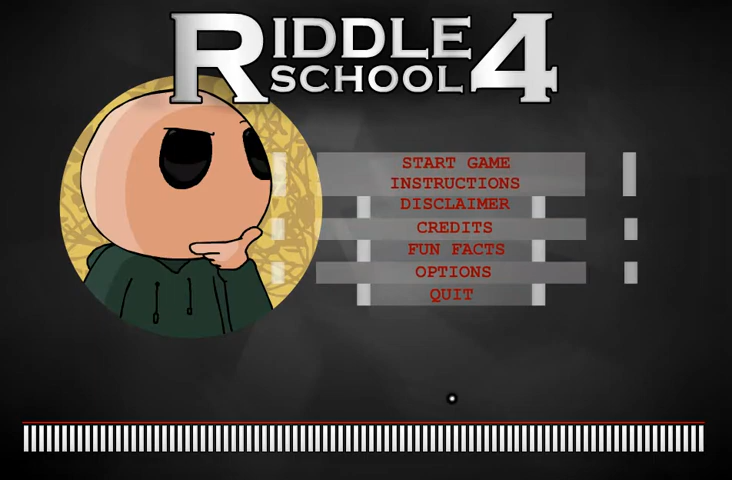 RIDDLE
SCHOOL 4
START GAME
INSTRUCTIONS
DISCLAIMER
CREDITS
FUN FACTS
OPTIONS
QUIT